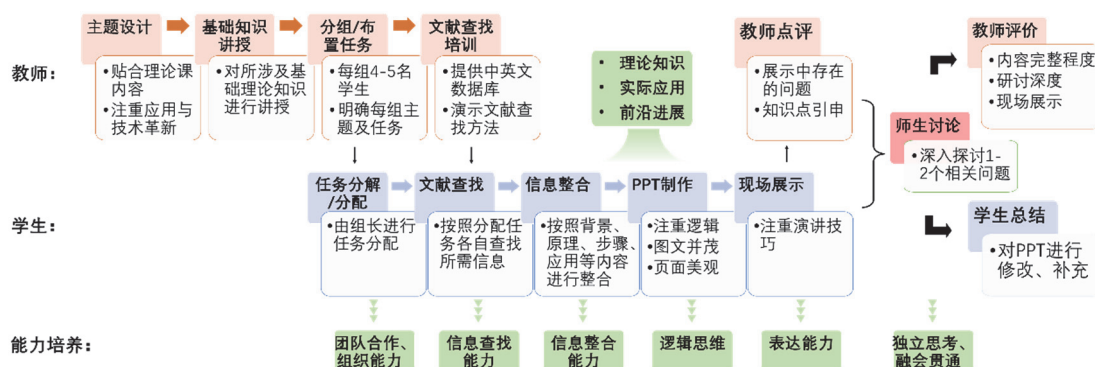 教师：
主题设计
• 贴合理论课
内容
• 注重应用与
技术革新
基础知识
讲授
• 对所涉及基
础理论知识
进行讲授
分组/布
置任务
• 每组4-5名
学生
• 明确每组主
题及任务
文献查找
培训
• 提供中英文
数据库
• 演示文献查
找方法
• 理论知识
• 实际应用
• 前沿进展
教师点评
• 展示中存在
的问题
• 知识点引申
师生讨论
• 深入探讨1-
2个相关问题
教师评价
• 内容完整程度
• 研讨深度
• 现场展示
学生：
任务分解
/分配
• 由组长进行
任务分配
文献查找
• 按照分配任
务各自查找
所需信息
信息整合
• 按照背景、
原理、步骤、
应用等内容
进行整合
PPT制作
• 注重逻辑
• 图文并茂
• 页面美观
现场展示
• 注重演讲技
巧
学生总结
• 对PPT进行
修改、补充
能力培养：
团队合作、
组织能力
信息查找
能力
信息整合
能力
逻辑思维
表达能力
独立思考、
融会贯通